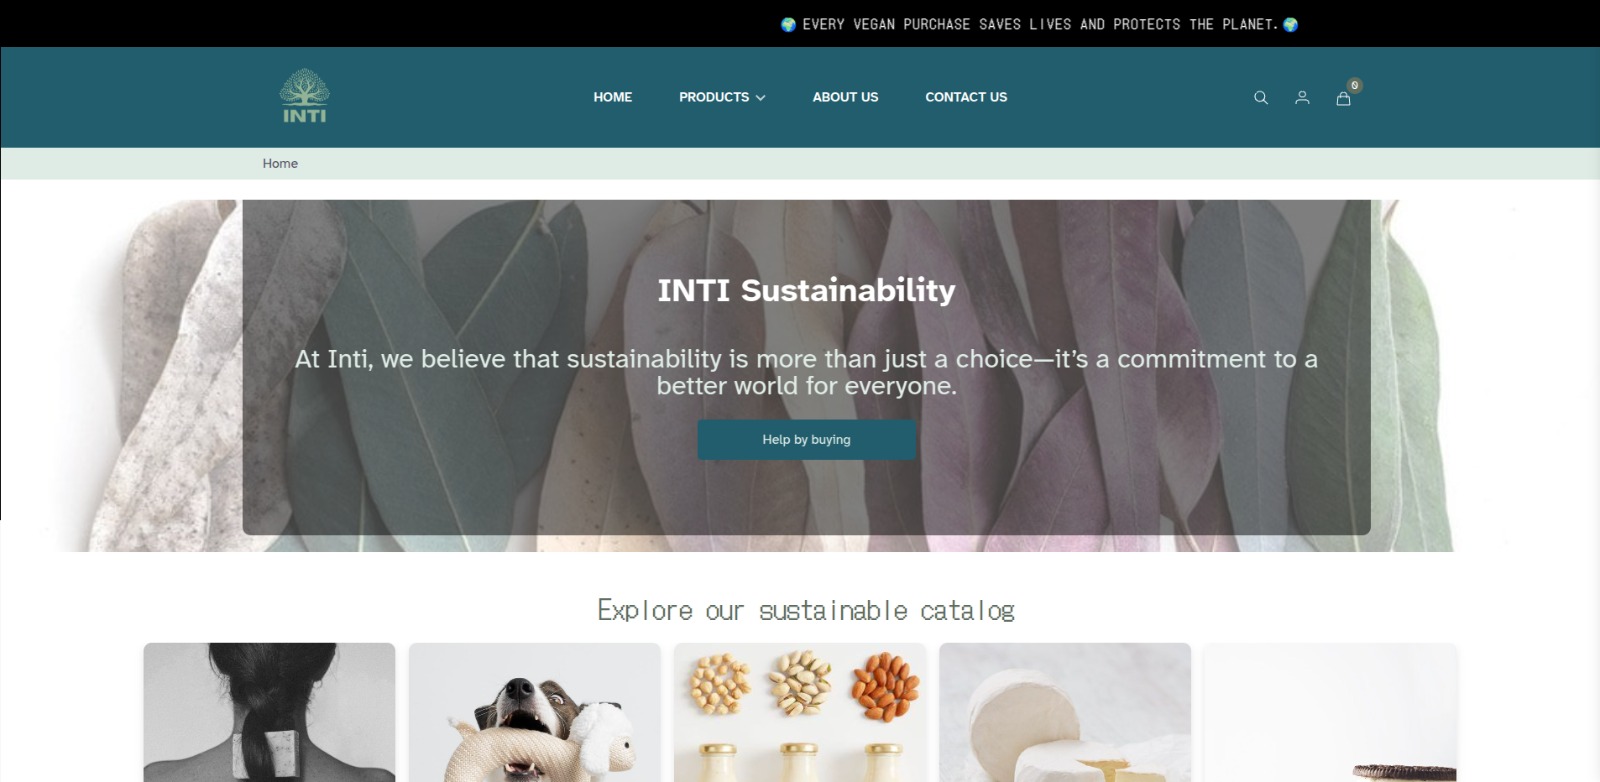 🌍 EVERY VEGAN PURCHASE SAVES LIVES AND PROTECTS THE PLANET. 🌍
INTI
HOME
PRODUCTS
ABOUT US
CONTACT US
0
Home
INTI Sustainability
At Inti, we believe that sustainability is more than just a choice—it’s a commitment to a
better world for everyone.
Help by buying
Explore our sustainable catalog